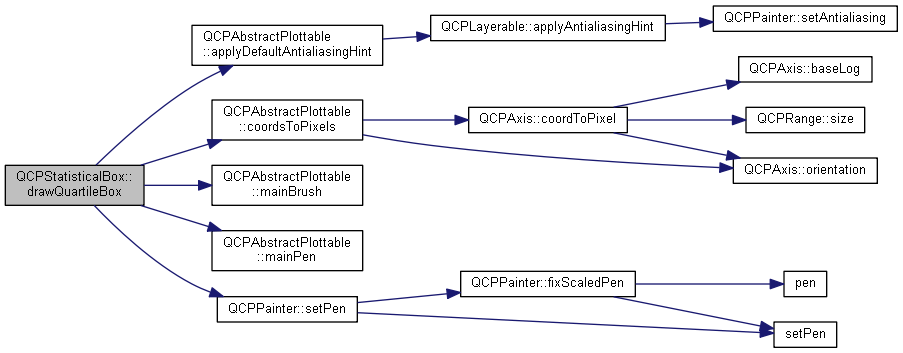 QCPStatisticalBox::
drawQuartileBox
QCPAbstractPlottable
::applyDefaultAntialiasingHint
QCPLayerable::applyAntialiasingHint
QCPPainter::setAntialiasing
QCPAbstractPlottable
::coordsToPixels
QCPAxis::coordToPixel
QCPAxis::baseLog
QCPRange::size
QCPAxis::orientation
QCPAbstractPlottable
::mainBrush
QCPAbstractPlottable
::mainPen
QCPPainter::setPen
QCPPainter::fixScaledPen
pen
setPen